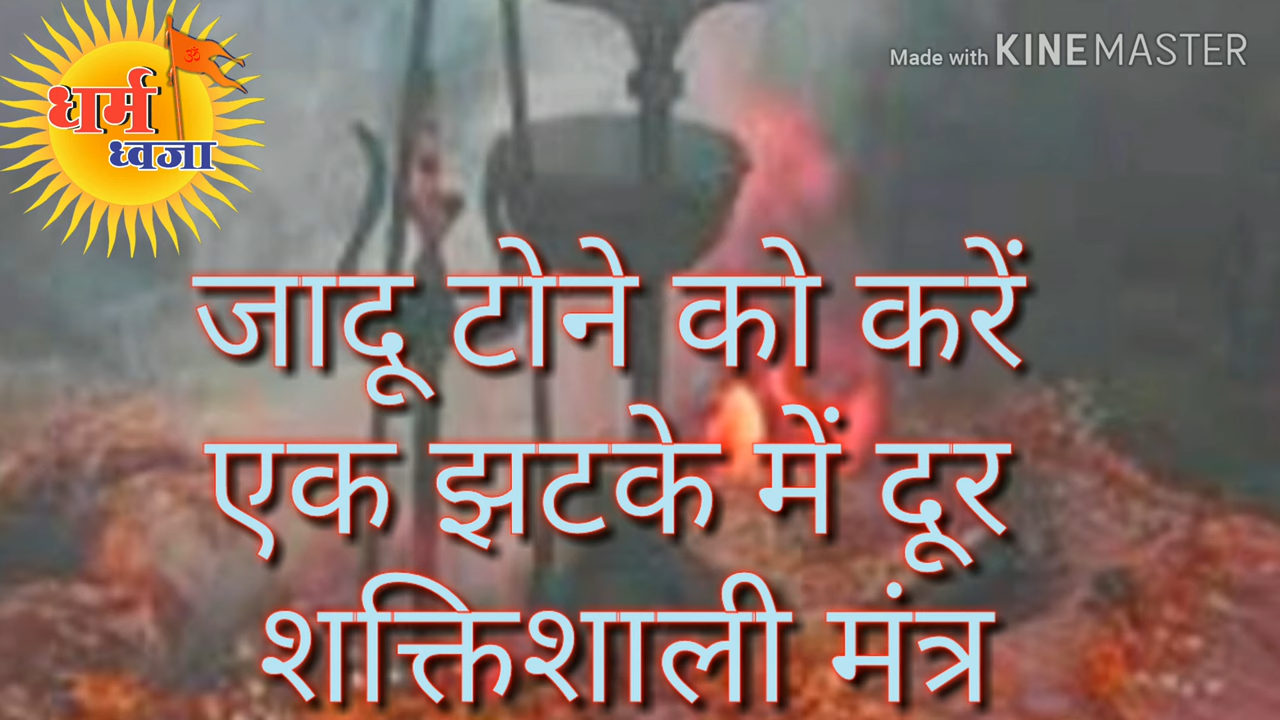 धर्म
ध्वजा
Made with KINEMASTER
जादू टोने को करें
एक झटके में दूर
शक्तिशाली मंत्र